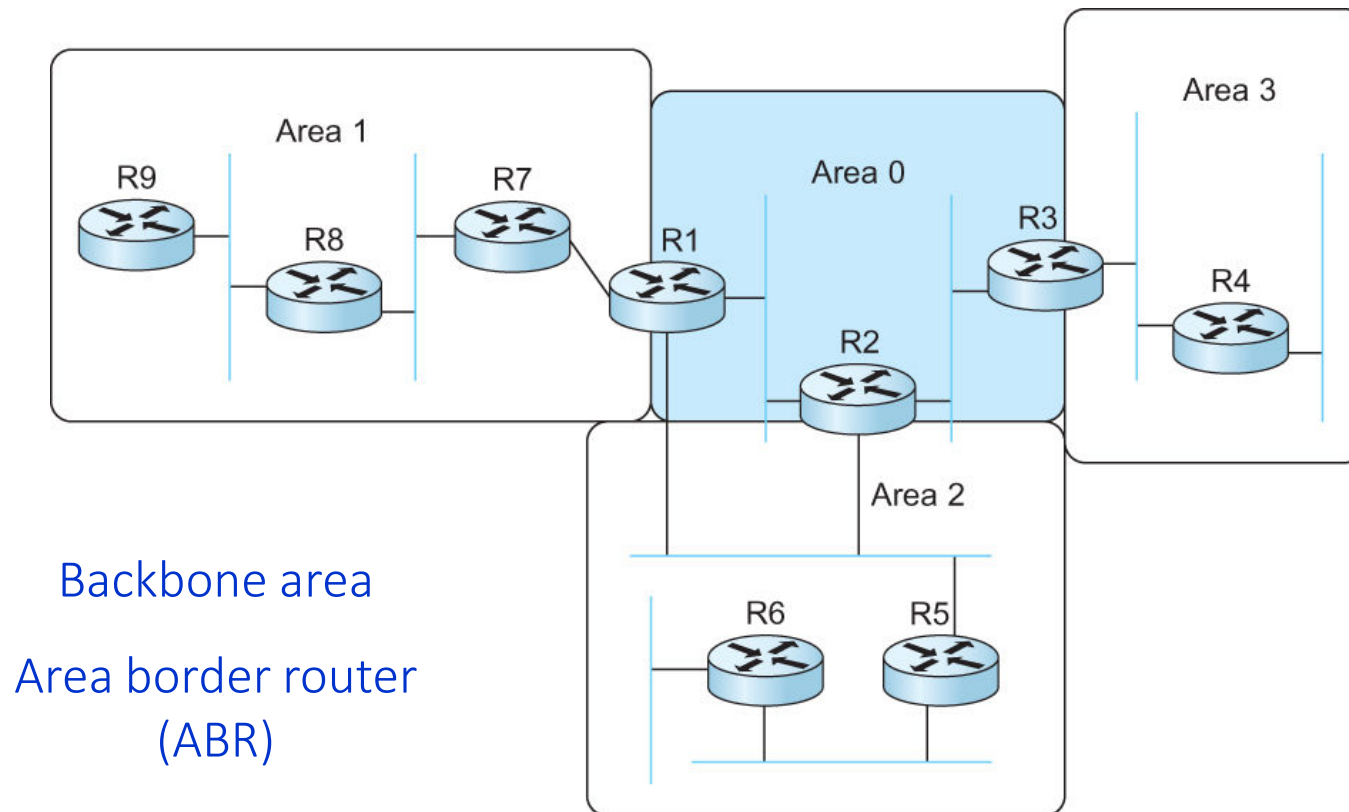 Area 3
Area 1
Area 0
R9
R7
R8
R1
R3
R4
R2
Area 2
Backbone area
R6
R5
Area border router
(ABR)